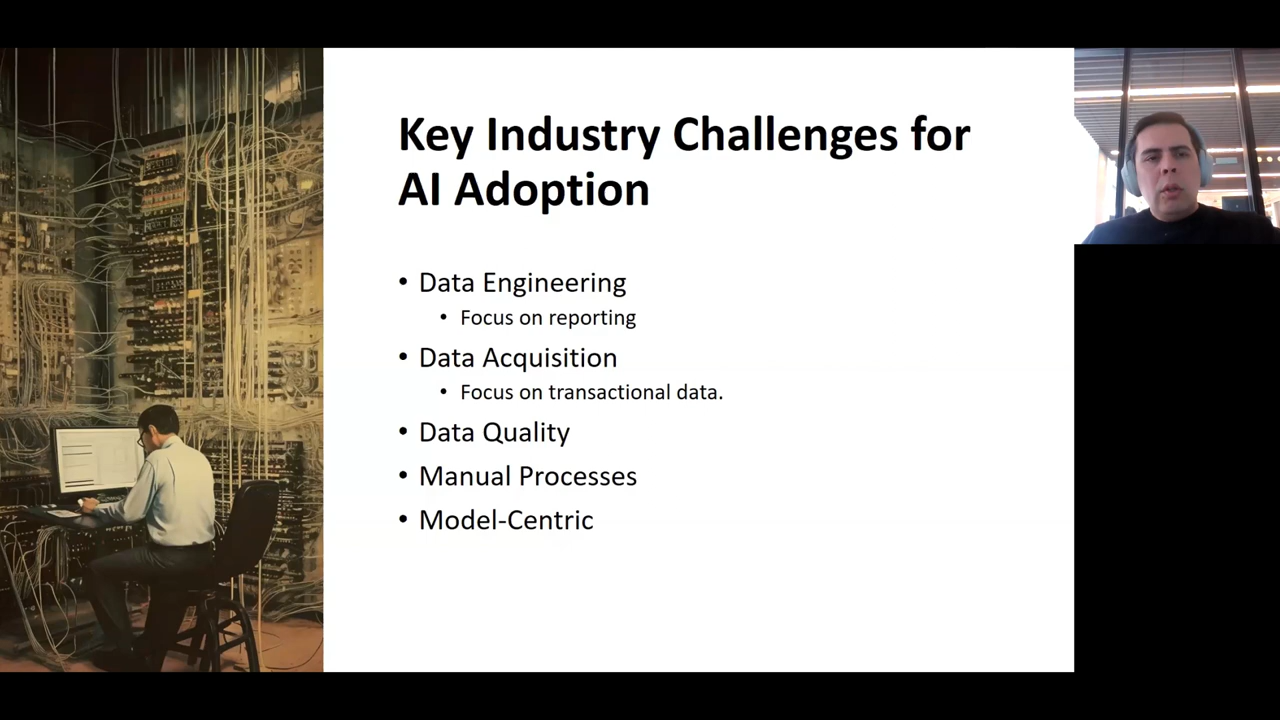 Key Industry Challenges for
AI Adoption
• Data Engineering
• Focus on reporting
• Data Acquisition
• Focus on transactional data.
• Data Quality
• Manual Processes
• Model-Centric